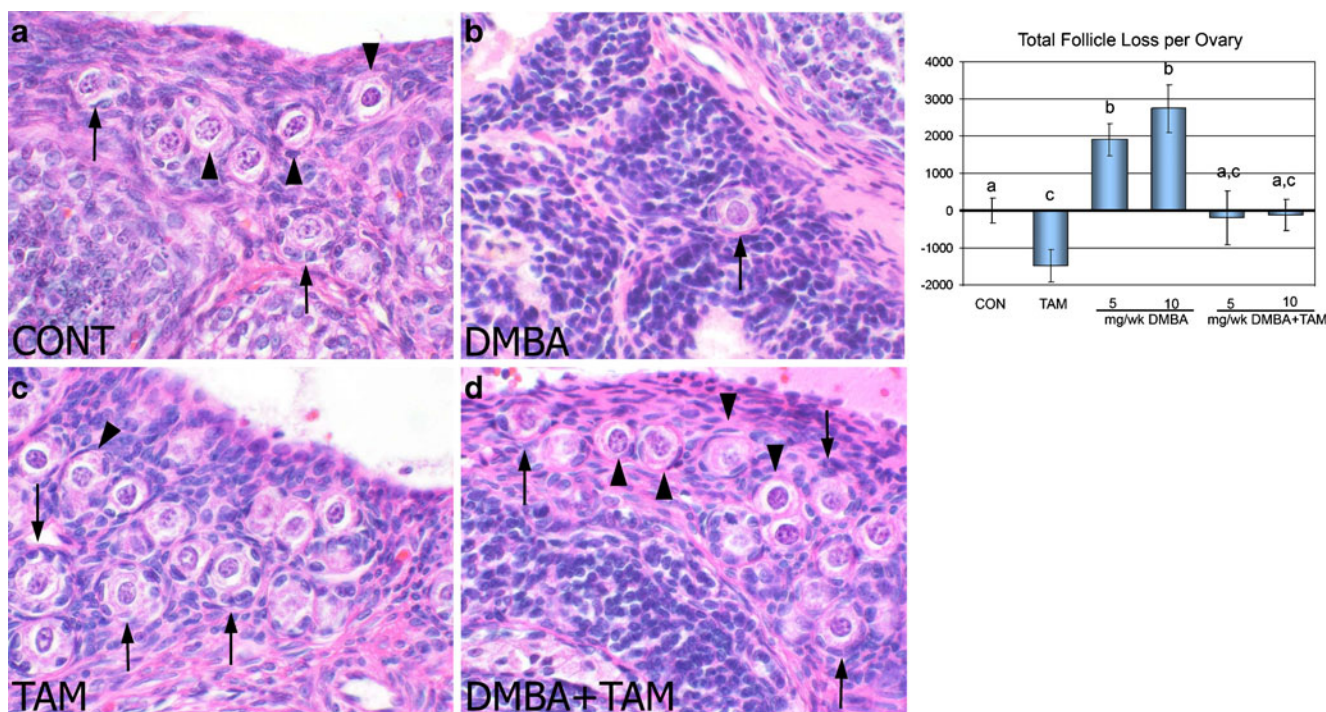 a
CONT
b
DMBA
c
TAM
d
DMBA+TAM
Total Follicle Loss per Ovary
4000
3000
2000
1000
0
-1000
-2000
a
c
b
b
a,c
a,c
CON
TAM
5
10
mg/wk DMBA
5
10
mg/wk DMBA+TAM